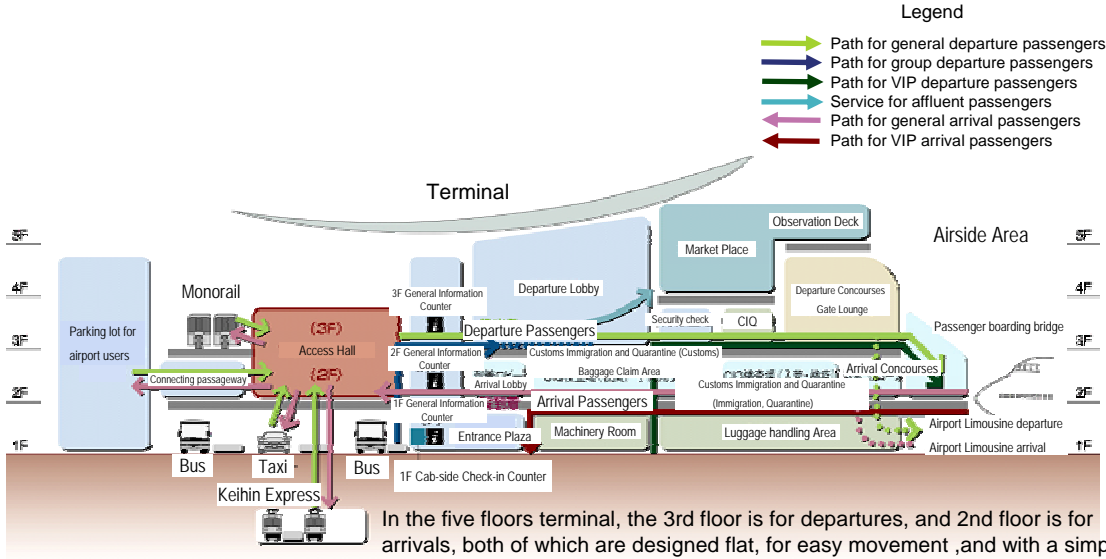 Legend
Path for general departure passengers
Path for group departure passengers
Path for VIP departure passengers
Service for affluent passengers
Path for general arrival passengers
Path for VIP arrival passengers
Terminal
Airside Area
5F
5F
Observation Deck
Market Place
4F
4F
Monorail
3F General Information
Counter
Departure Lobby
Departure Concourses
Gate Lounge
Parking lot for
airport users
(3F)
Access Hall
(2F)
Departure Passengers
Security check
CIQ
Passenger boarding bridge
3F
3F
2F General Information
Counter
Customs Immigration and Quarantine (Customs)
Baggage Claim Area
Arrival Concourses
Connecting passageway
Arrival Lobby
Customs Immigration and Quarantine
(Immigration, Quarantine)
2F
2F
1F General Information
Counter
Arrival Passengers
Entrance Plaza
Machinery Room
Luggage handling Area
Airport Limousine departure
Airport Limousine arrival
1F
1F
Bus
Taxi
Bus
1F Cab-side Check-in Counter
Keihin Express
In the five floors terminal, the 3rd floor is for departures, and 2nd floor is for
arrivals, both of which are designed flat, for easy movement ,and with a simp